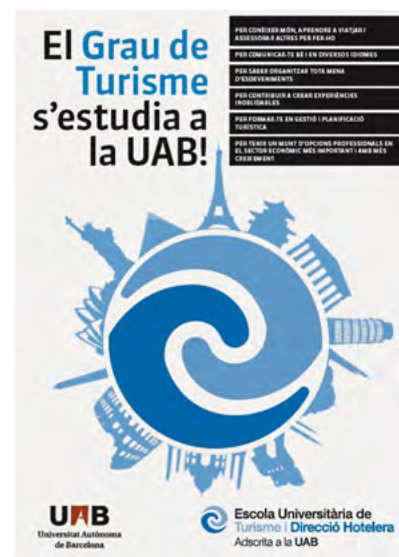 El Grau de
Turisme
s'estudia a
la UAB!
PER CONÈIXER MÓN, APRENDRE A VIATJAR I
ASSESSORAR ALTRES PER FER-HO
PER COMUNICAR-TE BÉ I EN DIVERSOS IDIOMES
PER SABER ORGANITZAR TOTA MENA
D'ESDEVENIMENTS
PER CONTRIBUIR A CREAR EXPERIÈNCIES
INOBLIDABLES
PER FORMAR-TE EN GESTIÓ I PLANIFICACIÓ
TURÍSTICA
PER TENIR UN MUNT D'OPCIONS PROFESSIONALS EN
EL SECTOR ECONÒMIC MÉS IMPORTANT I AMB MÉS
CREIXEMENT
UAB
Universitat Autònoma
de Barcelona
Escola Universitària de
Turisme i Direcció Hotelera
Adscrita a la UAB